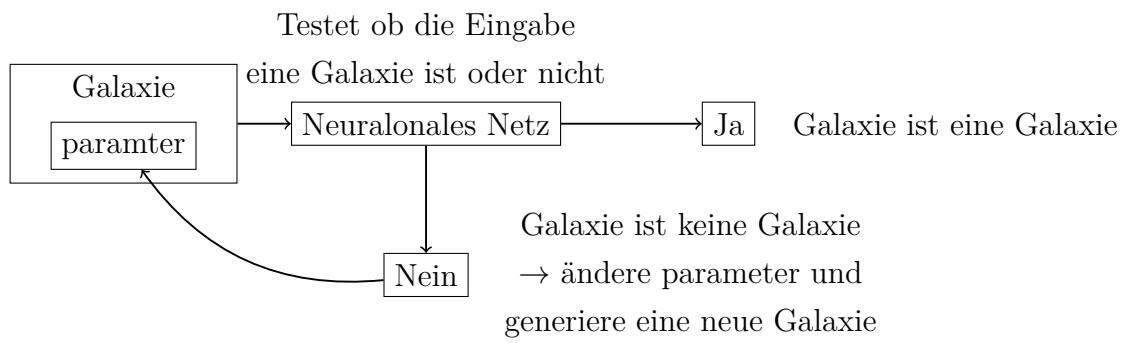 Testet ob die Eingabe
eine Galaxie ist oder nicht
Galaxie
paramter
Neuralonales Netz
Ja
Galaxie ist eine Galaxie
Nein
Galaxie ist keine Galaxie
→ ändere parameter und
generiere eine neue Galaxie